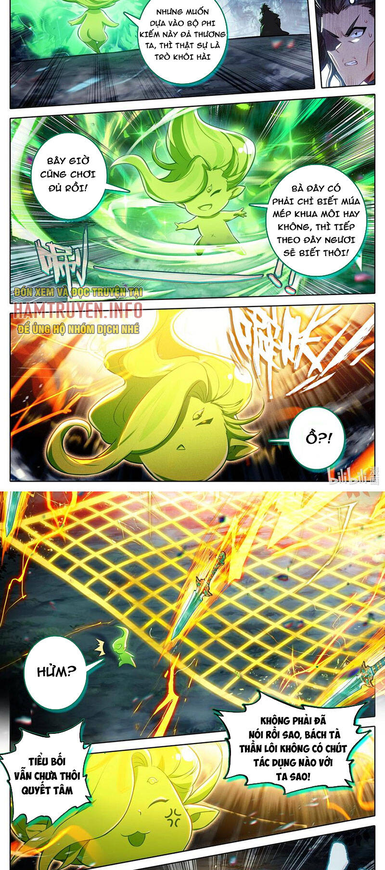 NHƯNG MUỐN
DỰA VÀO BỘ PHI
KIẾM NÀY ĐẢ THƯƠNG
TA, THÌ THẬT SỰ LÀ
TRÒ KHÔI HÀI
BÂY GIỜ
CŨNG CHƠI
ĐỦ RỒI!
BÀ ĐÂY CÓ
PHẢI CHỈ BIẾT MÚA
MÉP KHUA MÔI HAY
KHÔNG, THÌ TIẾP
THEO ĐÂY NGƯƠI
SẼ BIẾT THÔI!
ĐÓN XEM VÀ ĐỌC TRUYỆN TẠI
HAMTRUYEN.INFO
ĐỂ ỦNG HỘ NHÓM DỊCH NHÉ
Ồ?!
bilibili
HỬM?
KHÔNG PHẢI ĐÃ
NÓI RỒI SAO, BÁCH TÀ
THẦN LÔI KHÔNG CÓ CHÚT
TÁC DỤNG NÀO VỚI
TA SAO!
TIỂU BỐI
VẪN CHƯA THÔI
QUYẾT TÂM